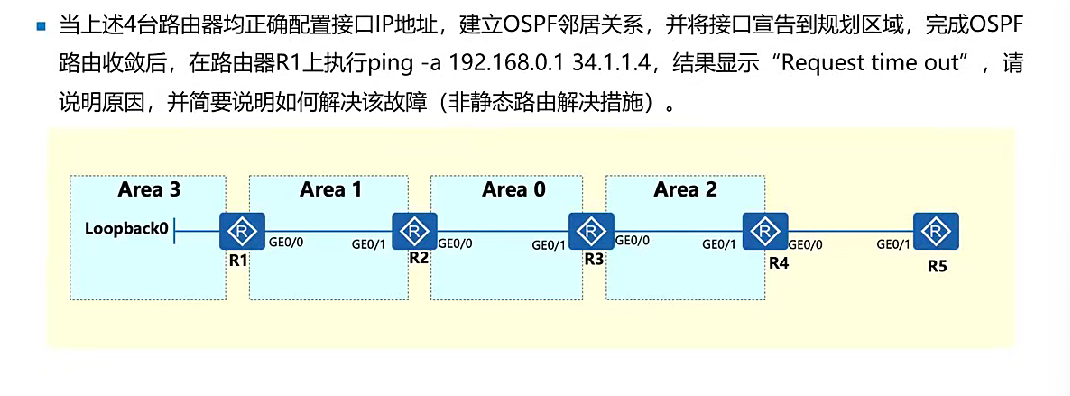 当上述4台路由器均正确配置接口IP地址，建立OSPF邻居关系，并将接口宣告到规划区域，完成OSPF
路由收敛后，在路由器R1上执行ping -a 192.168.0.1 34.1.1.4，结果显示“Request time out”，请
说明原因，并简要说明如何解决该故障（非静态路由解决措施）。
Area 3 Area 1 Area 0 Area 2
Loopback0 R R R R R
GE0/0 GE0/1 GE0/0 GE0/1 GE0/0 GE0/1 GE0/0 GE0/1
R1 R2 R3 R4 R5